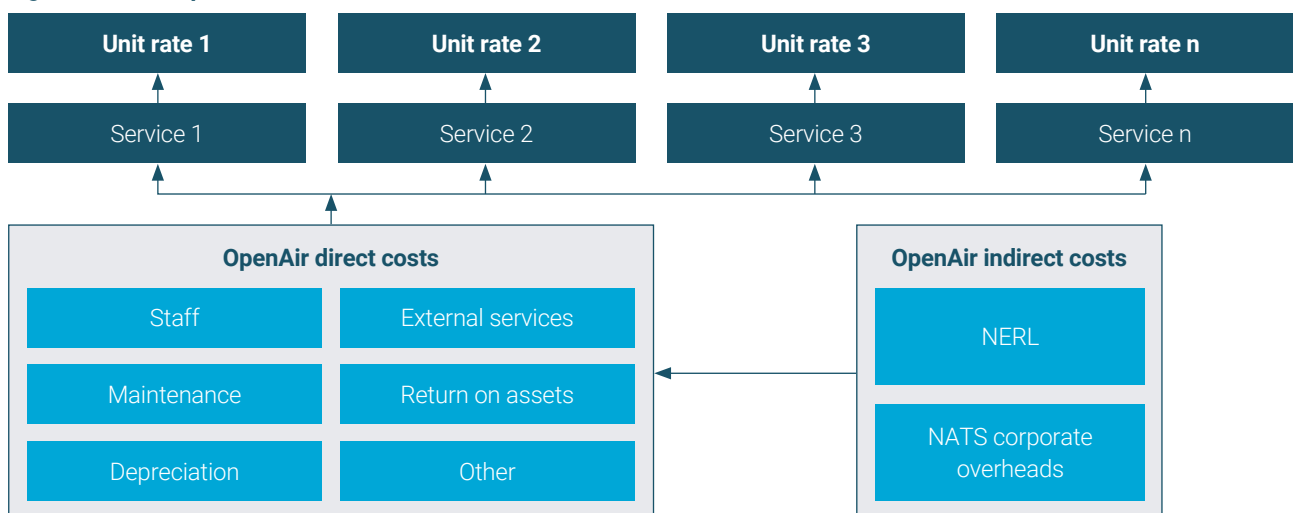 Unit rate 1
Unit rate 2
Unit rate 3
Unit rate n
Service 1
Service 2
Service 3
Service n
OpenAir direct costs
Staff
External services
Maintenance
Return on assets
Depreciation
Other
OpenAir indirect costs
NERL
NATS corporate
overheads